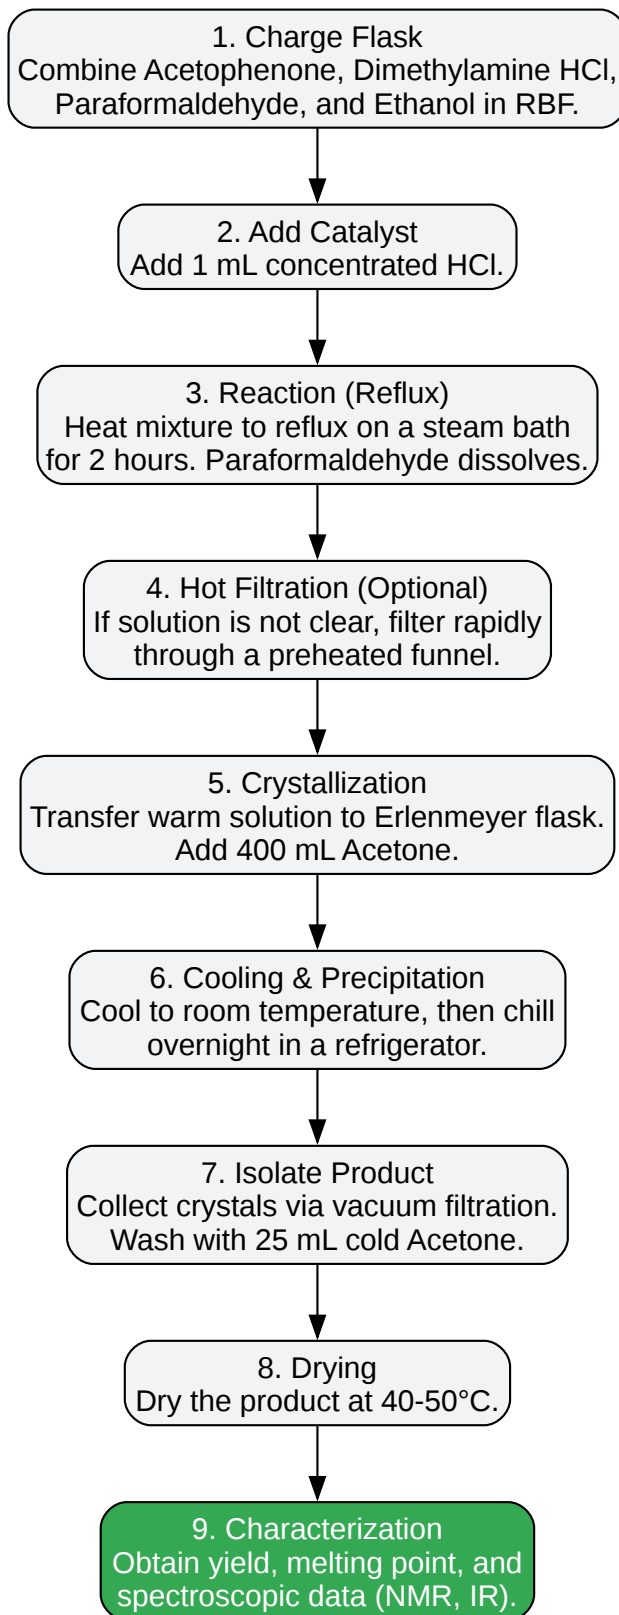 1. Charge Flask
Combine Acetophenone, Dimethylamine HCl,
Paraformaldehyde, and Ethanol in RBF.
2. Add Catalyst
Add 1 mL concentrated HCl.
3. Reaction (Reflux)
Heat mixture to reflux on a steam bath
for 2 hours. Paraformaldehyde dissolves.
4. Hot Filtration (Optional)
If solution is not clear, filter rapidly
through a preheated funnel.
5. Crystallization
Transfer warm solution to Erlenmeyer flask.
Add 400 mL Acetone.
6. Cooling & Precipitation
Cool to room temperature, then chill
overnight in a refrigerator.
7. Isolate Product
Collect crystals via vacuum filtration.
Wash with 25 mL cold Acetone.
8. Drying
Dry the product at 40-50°C.
9. Characterization
Obtain yield, melting point, and
spectroscopic data (NMR, IR).